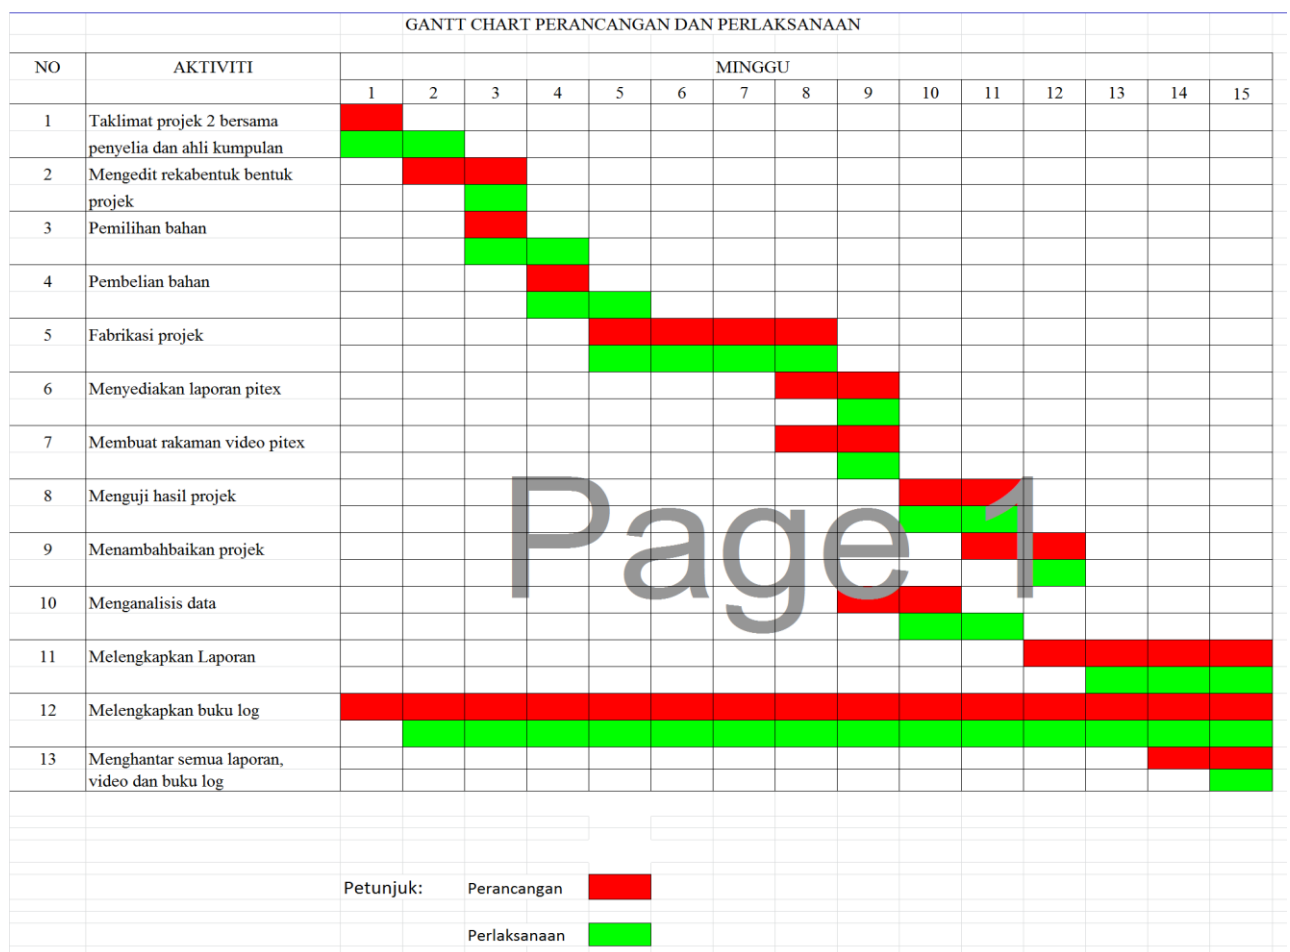 GANTT CHART PERANCANGAN DAN PERLAKSANAAN
NO AKTIVITI MINGGU
1 2 3 4 5 6 7 8 9 10 11 12 13 14 15
1 Taklimat projek 2 bersama
penyelia dan ahli kumpulan
2 Mengedit rekabentuk bentuk
projek
3 Pemilihan bahan
4 Pembelian bahan
5 Fabrikasi projek
6 Menyediakan laporan pitex
7 Membuat rakaman video pitex
8 Menguji hasil projek
9 Menambahbaikan projek
10 Menganalisis data
11 Melengkapkan Laporan
12 Melengkapkan buku log
13 Menghantar semua laporan,
video dan buku log
Page 1
Petunjuk: Perancangan
Perlaksanaan